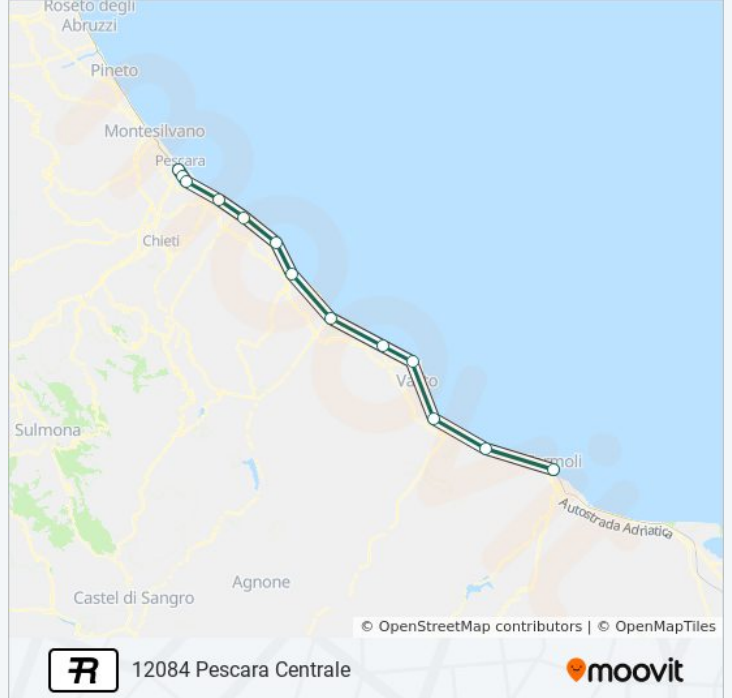 Roseto degli
Abruzzi
Pineto
Montesilvano
Pescara
Chieti
Vasto
Sulmona
moli
Autostrada Adriatica
Agnone
Castel di Sangro
© OpenStreetMap contributors | © OpenMapTiles
R 12084 Pescara Centrale moovit